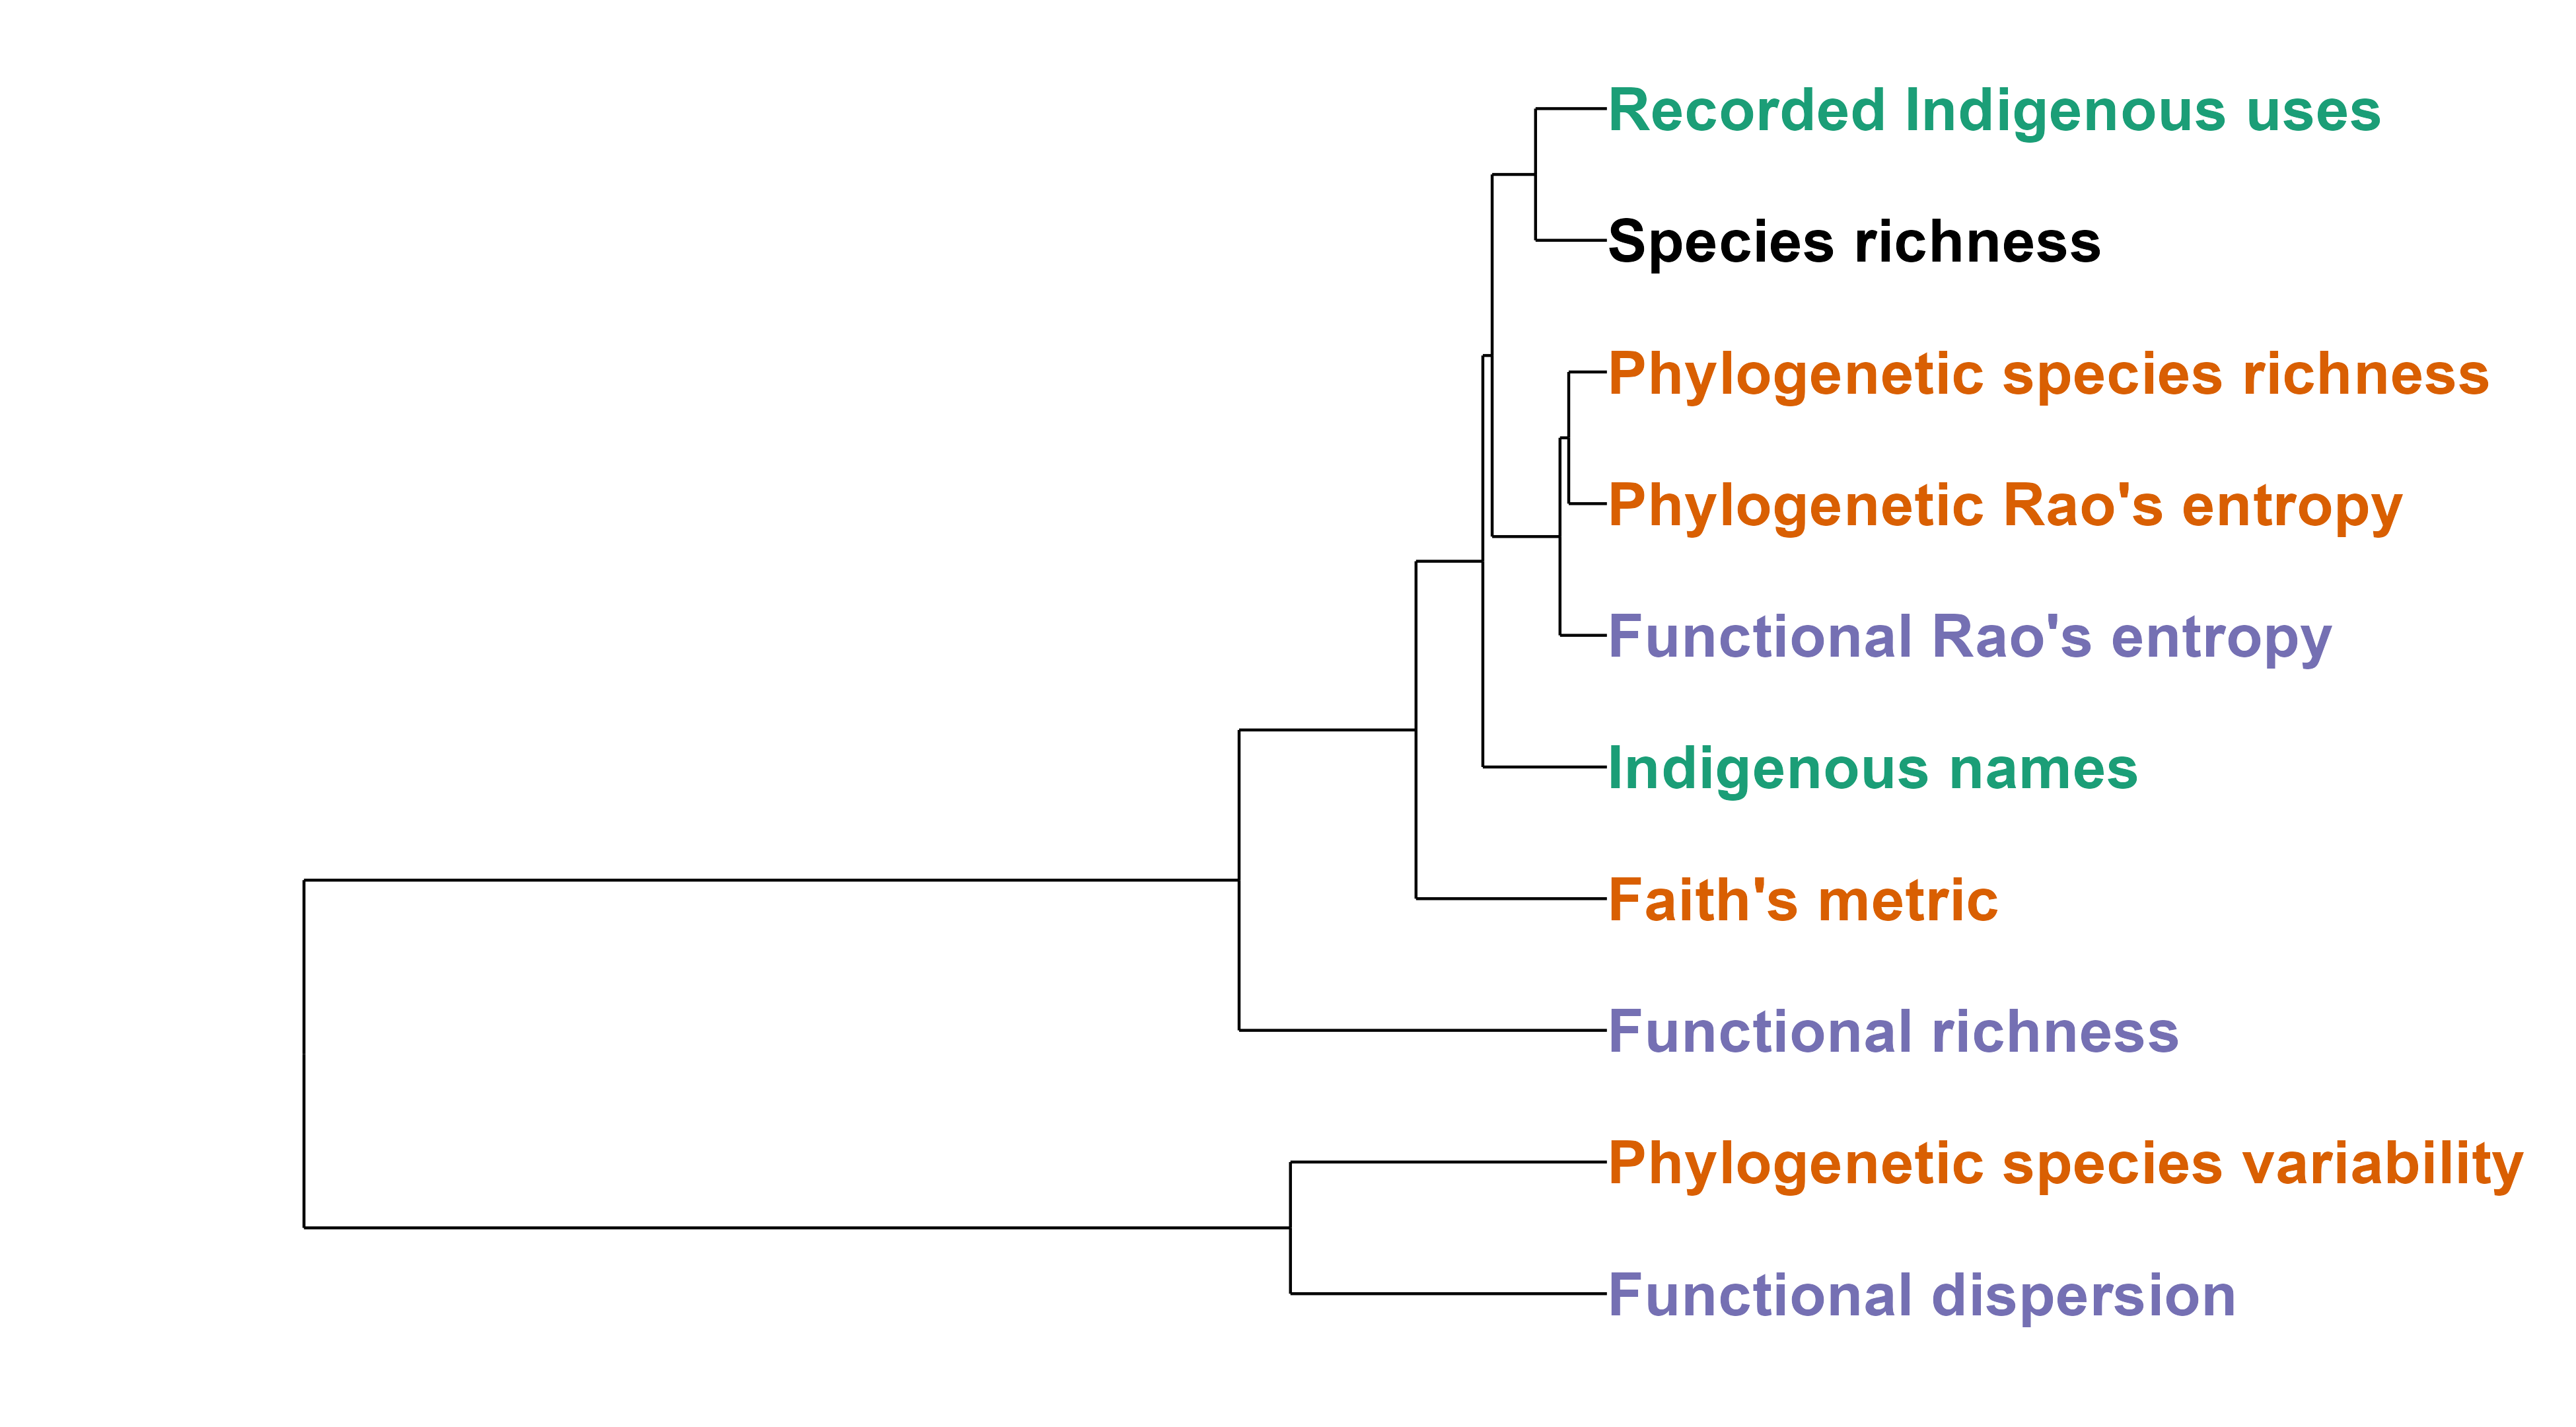 Recorded Indigenous uses
Species richness
Phylogenetic species richness
Phylogenetic Rao's entropy
Functional Rao's entropy
Indigenous names
Faith's metric
Functional richness
Phylogenetic species variability
Functional dispersion